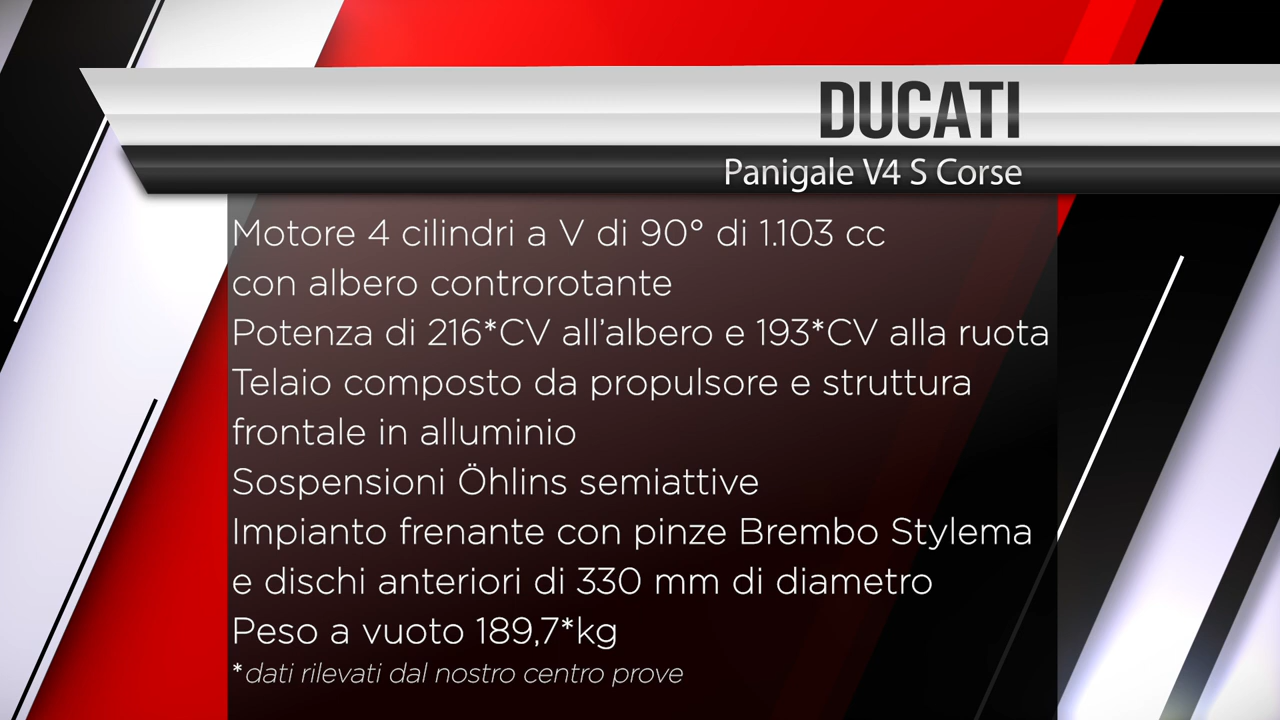 DUCATI
Panigale V4 S Corse
Motore 4 cilindri a V di 90° di 1.103 cc
con albero controrotante
Potenza di 216*CV all’albero e 193*CV alla ruota
Telaio composto da propulsore e struttura
frontale in alluminio
Sospensioni Öhlins semiattive
Impianto frenante con pinze Brembo Stylema
e dischi anteriori di 330 mm di diametro
Peso a vuoto 189,7*kg
*dati rilevati dal nostro centro prove